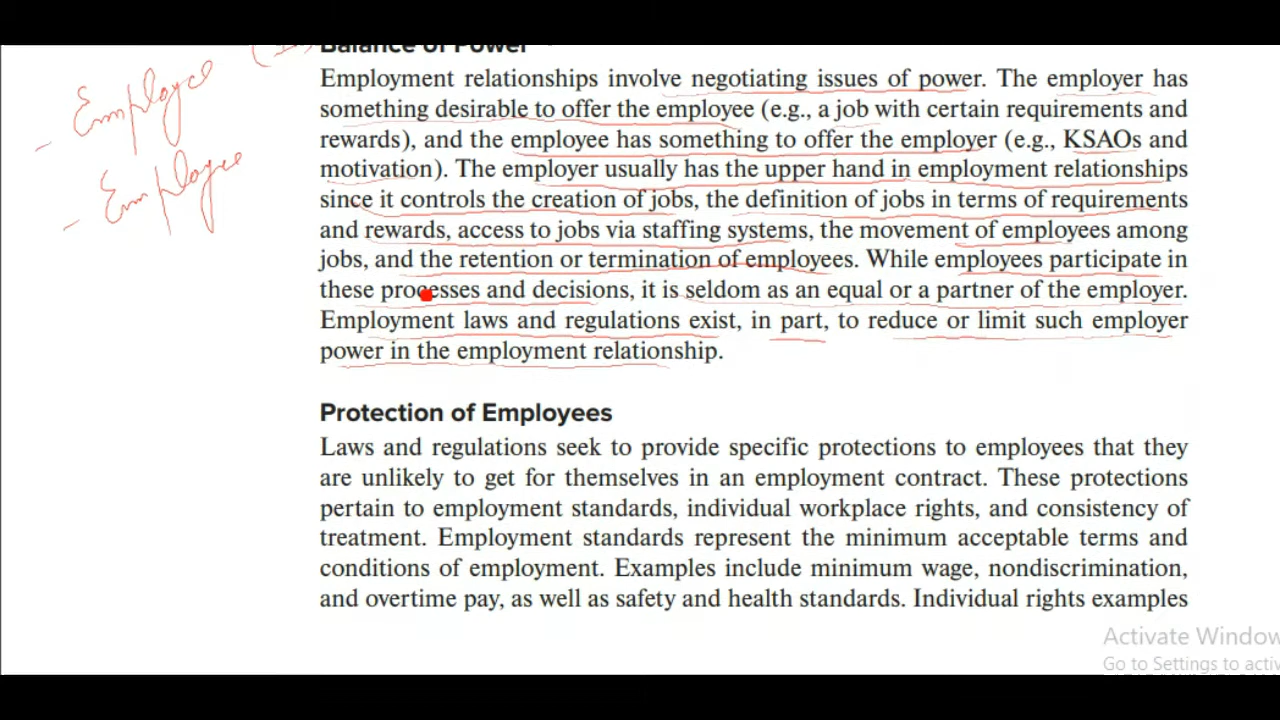 Balance of Power
- Employee
Employment relationships involve negotiating issues of power. The employer has
something desirable to offer the employee (e.g., a job with certain requirements and
rewards), and the employee has something to offer the employer (e.g., KSAOs and
- Employee
motivation). The employer usually has the upper hand in employment relationships
since it controls the creation of jobs, the definition of jobs in terms of requirements
and rewards, access to jobs via staffing systems, the movement of employees among
jobs, and the retention or termination of employees. While employees participate in
these processes and decisions, it is seldom as an equal or a partner of the employer.
Employment laws and regulations exist, in part, to reduce or limit such employer
power in the employment relationship.
Protection of Employees
Laws and regulations seek to provide specific protections to employees that they
are unlikely to get for themselves in an employment contract. These protections
pertain to employment standards, individual workplace rights, and consistency of
treatment. Employment standards represent the minimum acceptable terms and
conditions of employment. Examples include minimum wage, nondiscrimination,
and overtime pay, as well as safety and health standards. Individual rights examples
Activate Window
Go to Settings to activ